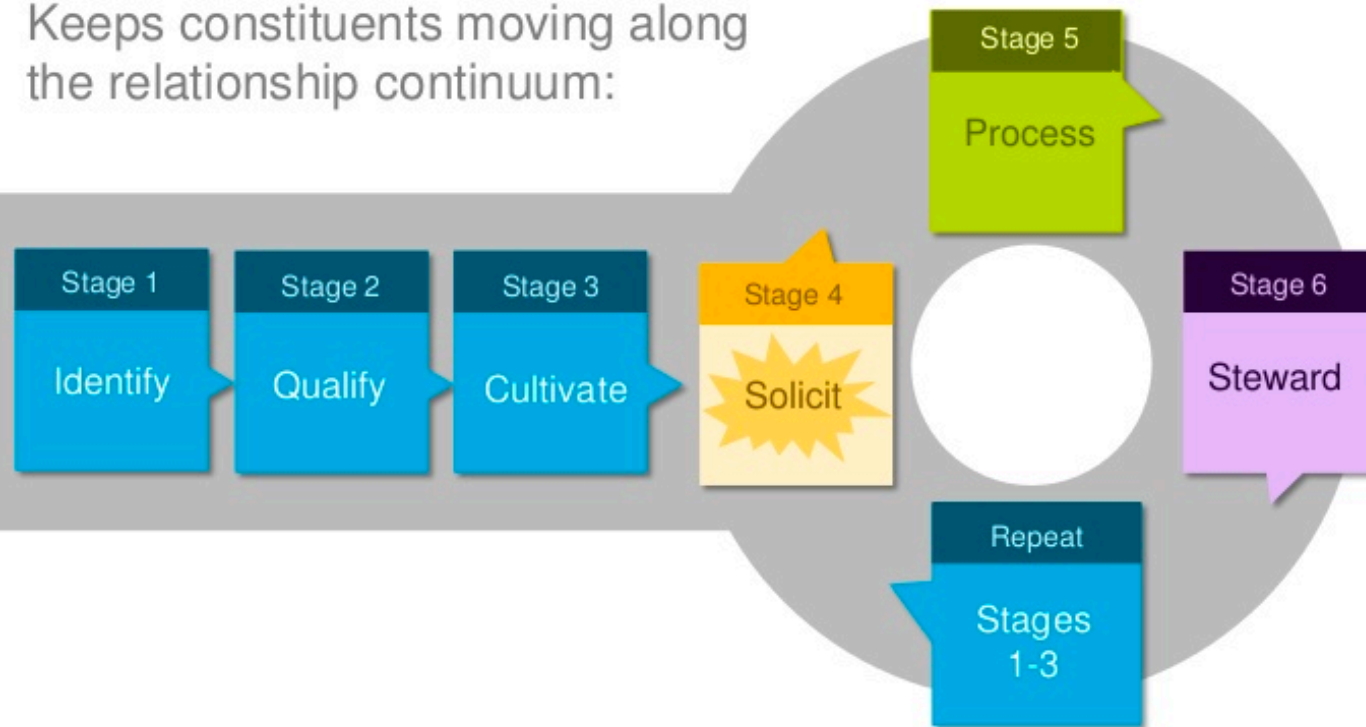 Keeps constituents moving along
the relationship continuum:
Stage 1
Identify
Stage 2
Qualify
Stage 3
Cultivate
Stage 4
Solicit
Stage 5
Process
Stage 6
Steward
Repeat
Stages
1-3